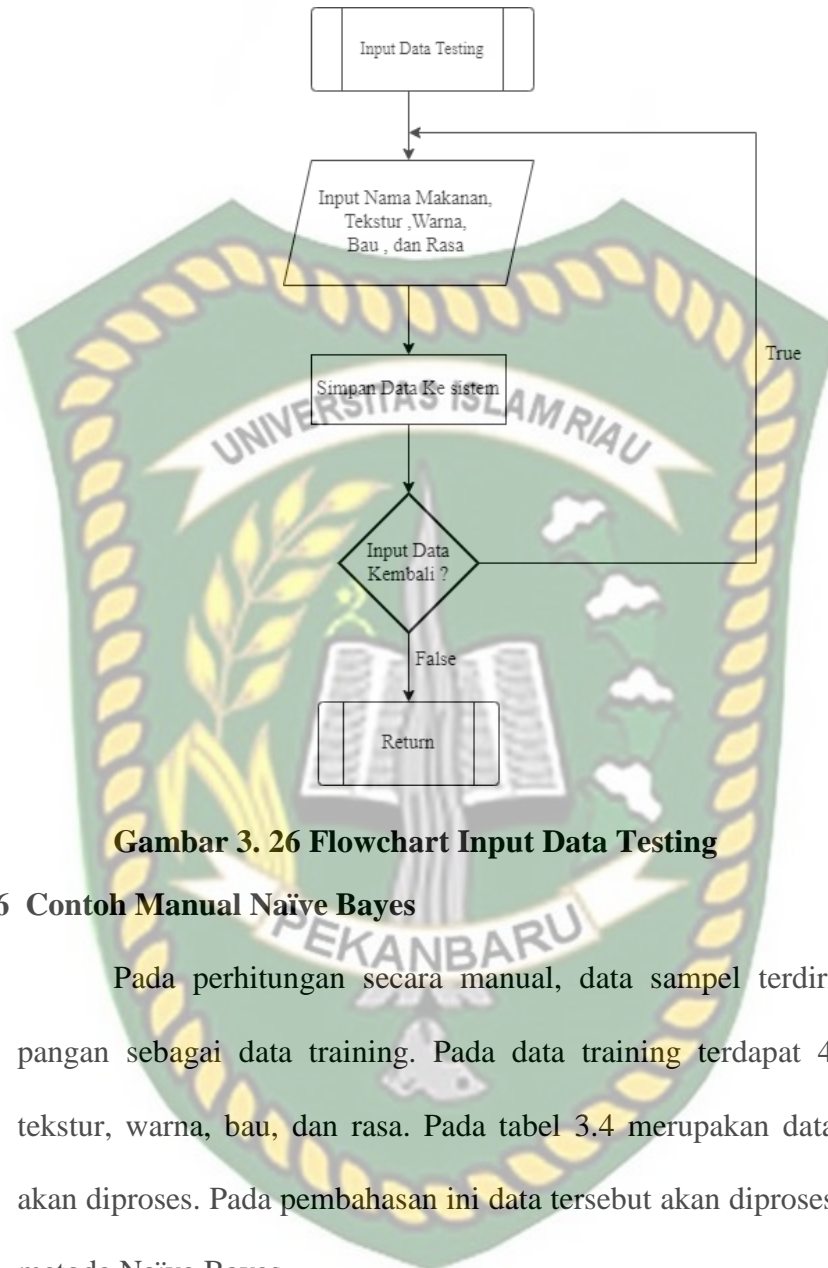 Input Data Testing
Input Nama Makanan,
Tekstur ,Warna,
Bau , dan Rasa
True
Simpan Data Ke sistem
UNIVERSITAS ISLAM RIAU
Input Data
Kembali ?
False
Return
Gambar 3. 26 Flowchart Input Data Testing
6 Contoh Manual Naïve Bayes
PEKANBARU
Pada perhitungan secara manual, data sampel terdir
pangan sebagai data training. Pada data training terdapat 4
tekstur, warna, bau, dan rasa. Pada tabel 3.4 merupakan data
akan diproses. Pada pembahasan ini data tersebut akan diproses
metode Naïve Bayes